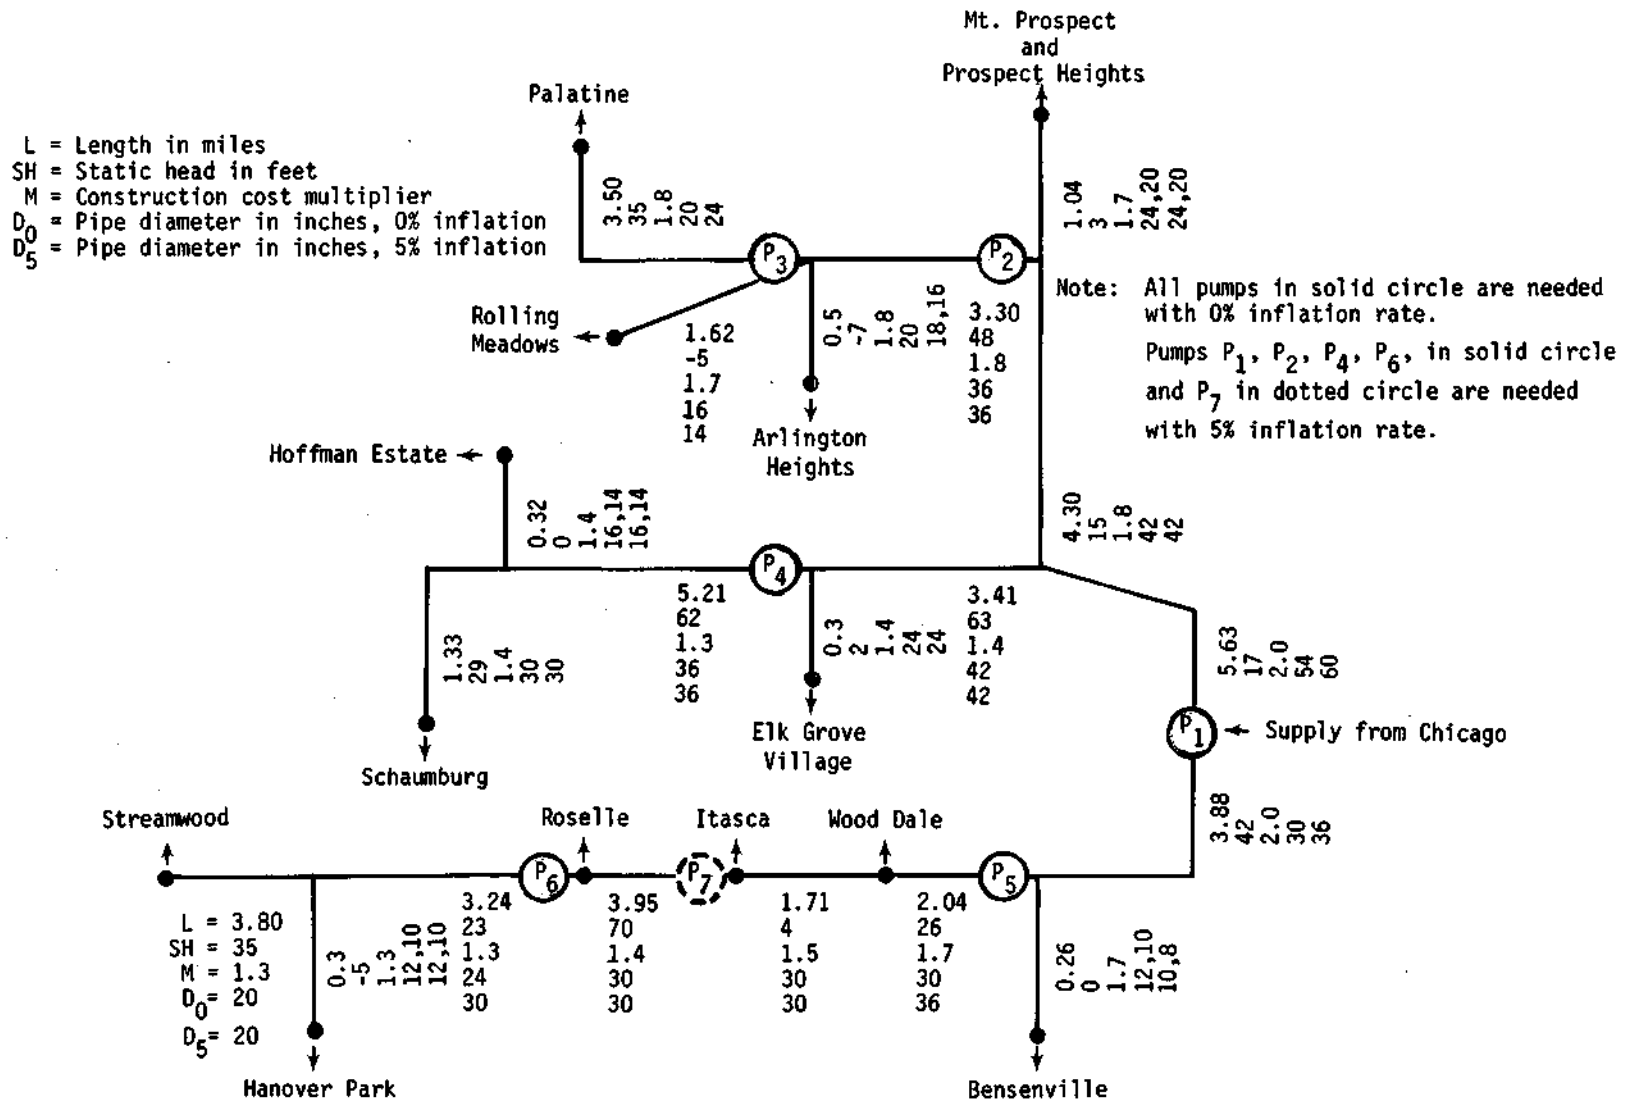 Mt. Prospect
and
Prospect Heights
Palatine
L = Length in miles
SH = Static head in feet
M = Construction cost multiplier
D0 = Pipe diameter in inches, 0% inflation
D5 = Pipe diameter in inches, 5% inflation
3.50
35
1.8
20
24
1.04
3
1.7
24,20
24,20
P3
P2
Note: All pumps in solid circle are needed
with 0% inflation rate.
Pumps P1, P2, P4, P6, in solid circle
and P7 in dotted circle are needed
with 5% inflation rate.
Rolling
Meadows
1.62
-5
1.7
16
14
0.5
-7
1.8
20
18,16
3.30
48
1.8
36
36
Arlington
Heights
Hoffman Estate
0.32
0
1.4
16,14
16,14
4.30
15
1.8
42
42
P4
5.21
62
1.3
36
36
0.3
2
1.4
24
24
3.41
63
1.4
42
42
1.33
29
1.4
30
30
5.63
17
2.0
54
60
Elk Grove
Village
P1
Supply from Chicago
Schaumburg
3.88
42
2.0
30
36
Streamwood
Roselle
Itasca
Wood Dale
P6
P7
P5
L = 3.80
SH = 35
M = 1.3
D0= 20
D5= 20
0.3
-5
1.3
12,10
12,10
3.24
23
1.3
24
30
3.95
70
1.4
30
30
1.71
4
1.5
30
30
2.04
26
1.7
30
36
0.26
0
1.7
12,10
10,8
Hanover Park
Bensenville